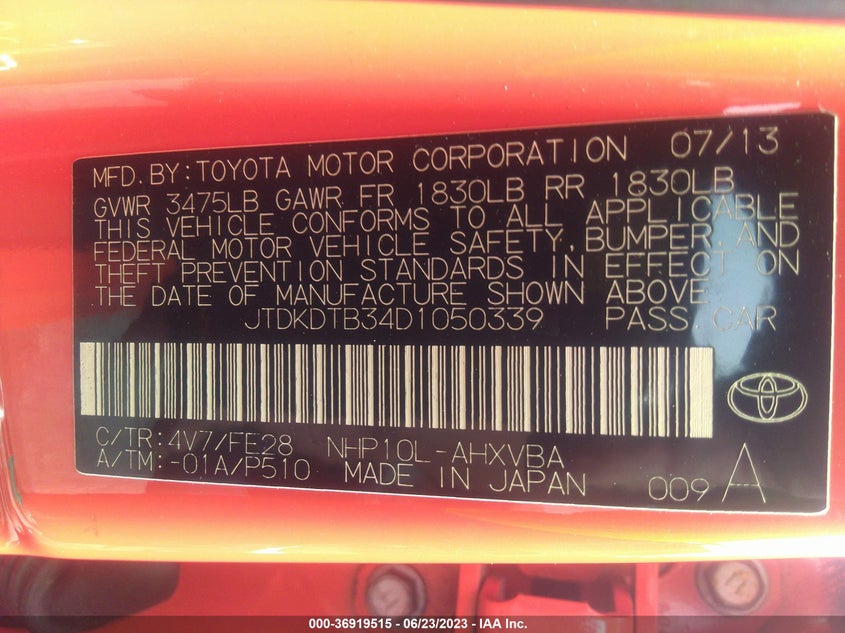 MFD. BY: TOYOTA MOTOR CORPORATION 07/13
GVWR 3475LB GAWR FR 1830LB RR 1830LB
THIS VEHICLE CONFORMS TO ALL APPLICABLE
FEDERAL MOTOR VEHICLE SAFETY, BUMPER, AND
THEFT PREVENTION STANDARDS IN EFFECT ON
THE DATE OF MANUFACTURE SHOWN ABOVE.
JTDKDTB34D1050339 PASS. CAR
C/TR: 4V7/FE28 NHP10L-AHXVBA
A/TM: -01A/P510 MADE IN JAPAN 009 A
000-36919515 - 06/23/2023 - IAA Inc.